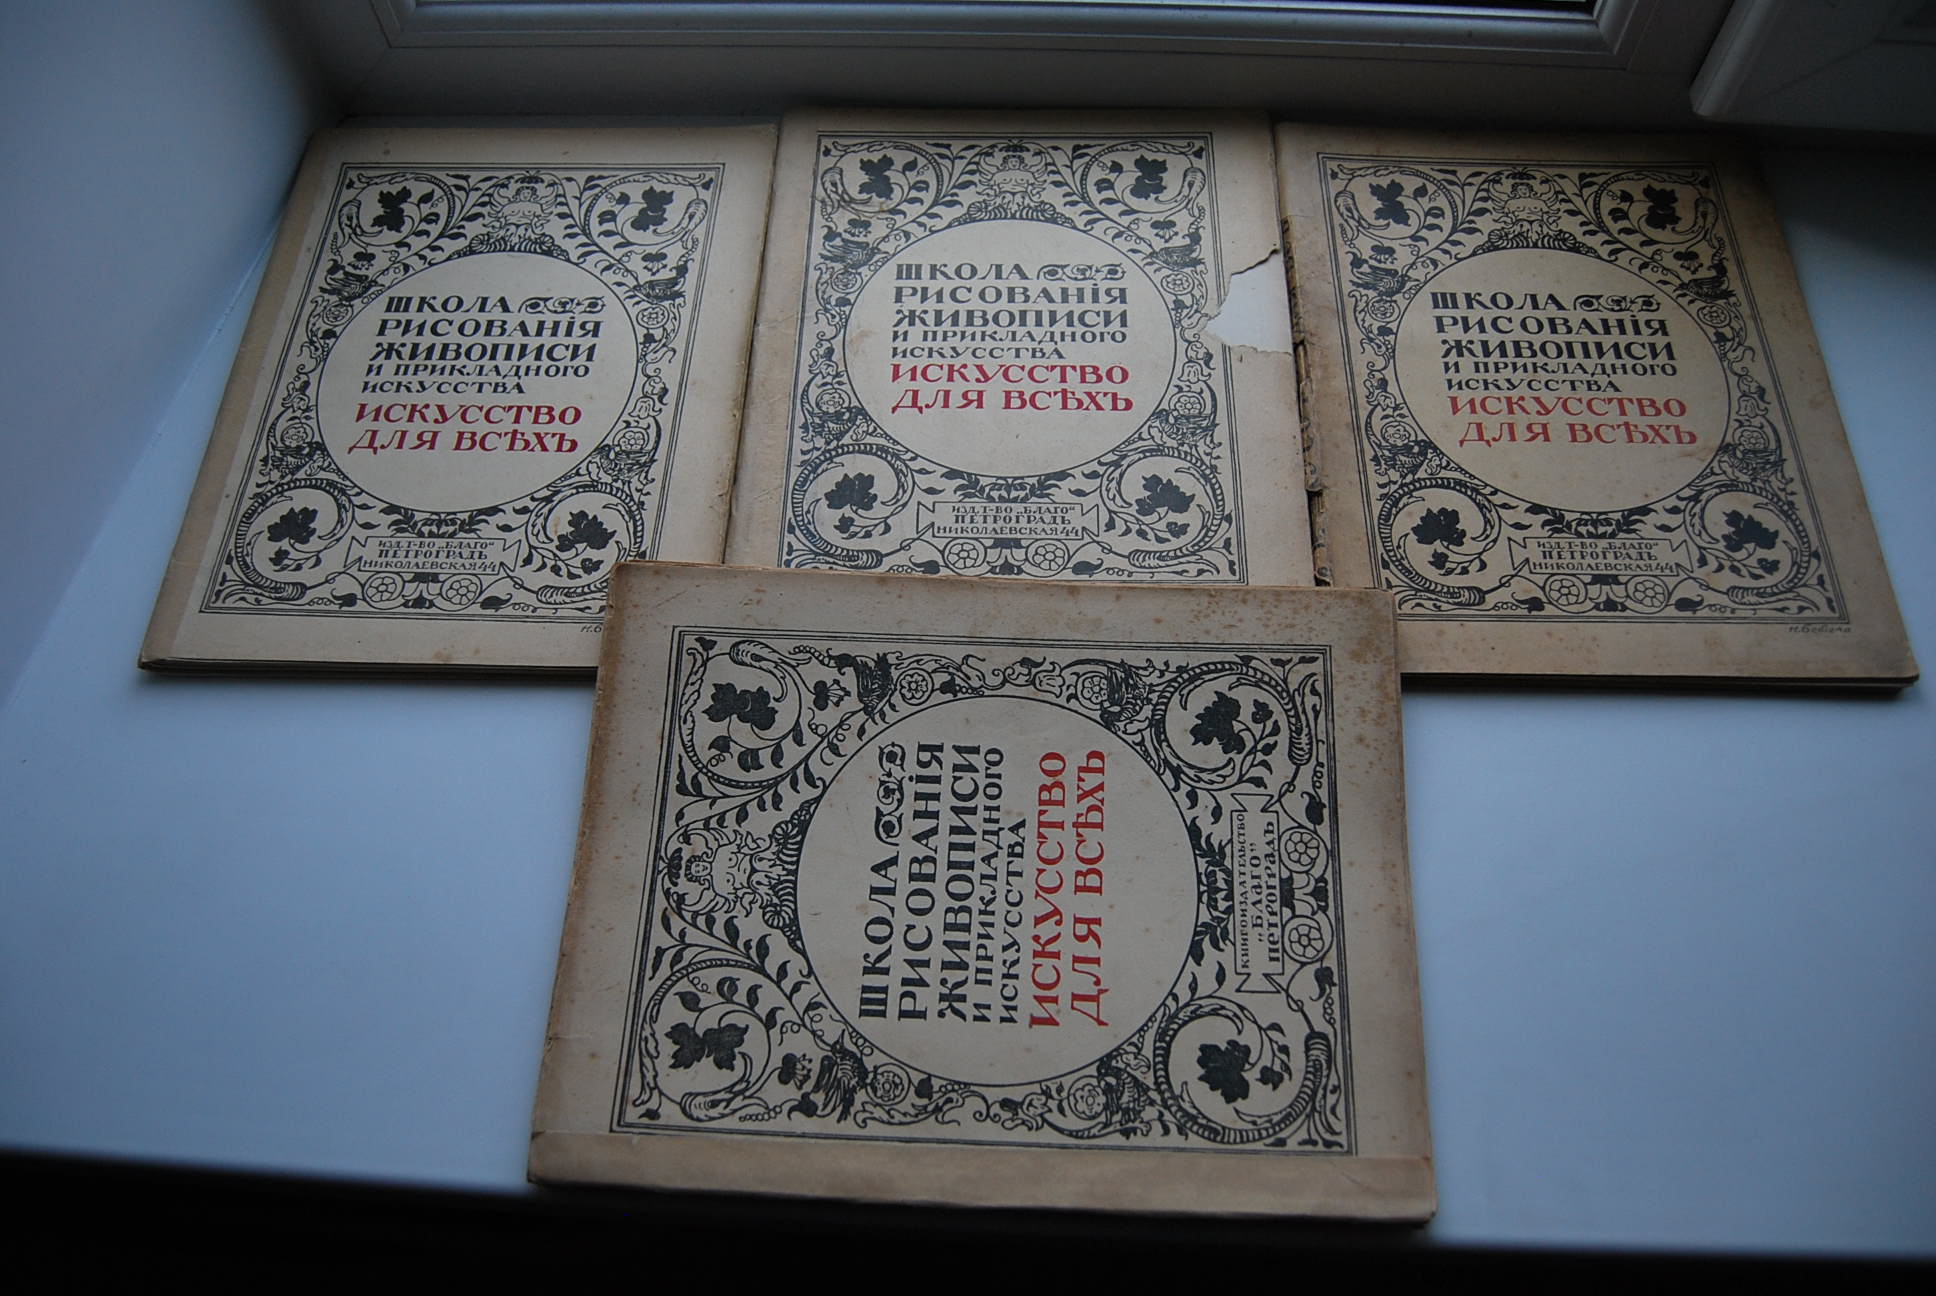 ШКОЛА
РИСОВАНІЯ
ЖИВОПИСИ
И ПРИКЛАДНОГО
ИСКУССТВА
ИСКУССТВО
ДЛЯ ВСѢХЪ
ИЗД. Т-ВО „БЛАГО“
ПЕТРОГРАДЪ
НИКОЛАЕВСКАЯ 44
ШКОЛА
РИСОВАНІЯ
ЖИВОПИСИ
И ПРИКЛАДНОГО
ИСКУССТВА
ИСКУССТВО
ДЛЯ ВСѢХЪ
ИЗД. Т-ВО „БЛАГО“
ПЕТРОГРАДЪ
НИКОЛАЕВСКАЯ 44
ШКОЛА
РИСОВАНІЯ
ЖИВОПИСИ
И ПРИКЛАДНОГО
ИСКУССТВА
ИСКУССТВО
ДЛЯ ВСѢХЪ
ИЗД. Т-ВО „БЛАГО“
ПЕТРОГРАДЪ
НИКОЛАЕВСКАЯ 44
ШКОЛА
РИСОВАНІЯ
ЖИВОПИСИ
И ПРИКЛАДНОГО
ИСКУССТВА
ИСКУССТВО
ДЛЯ ВСѢХЪ
КНИГОИЗДАТЕЛЬСТВО
„БЛАГО“
ПЕТРОГРАДЪ